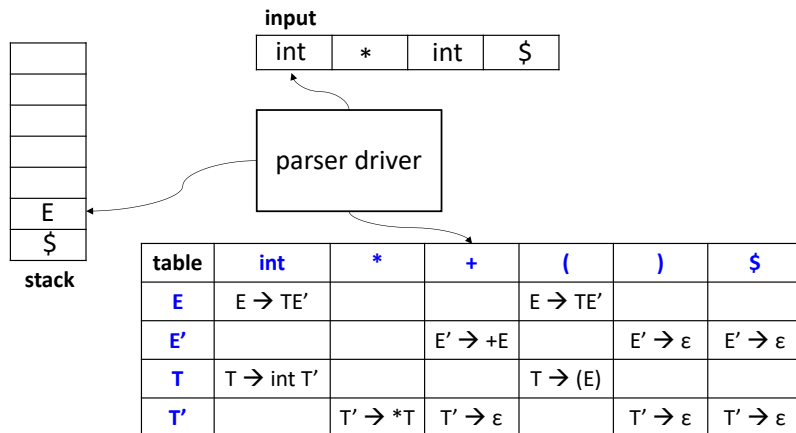 input
int * int $
parser driver
E
$
stack
table int * + ( ) $
E E → TE’ E → TE’
E’ E’ → +E E’ → ε E’ → ε
T T → int T’ T → (E)
T’ T’ → *T T’ → ε T’ → ε T’ → ε